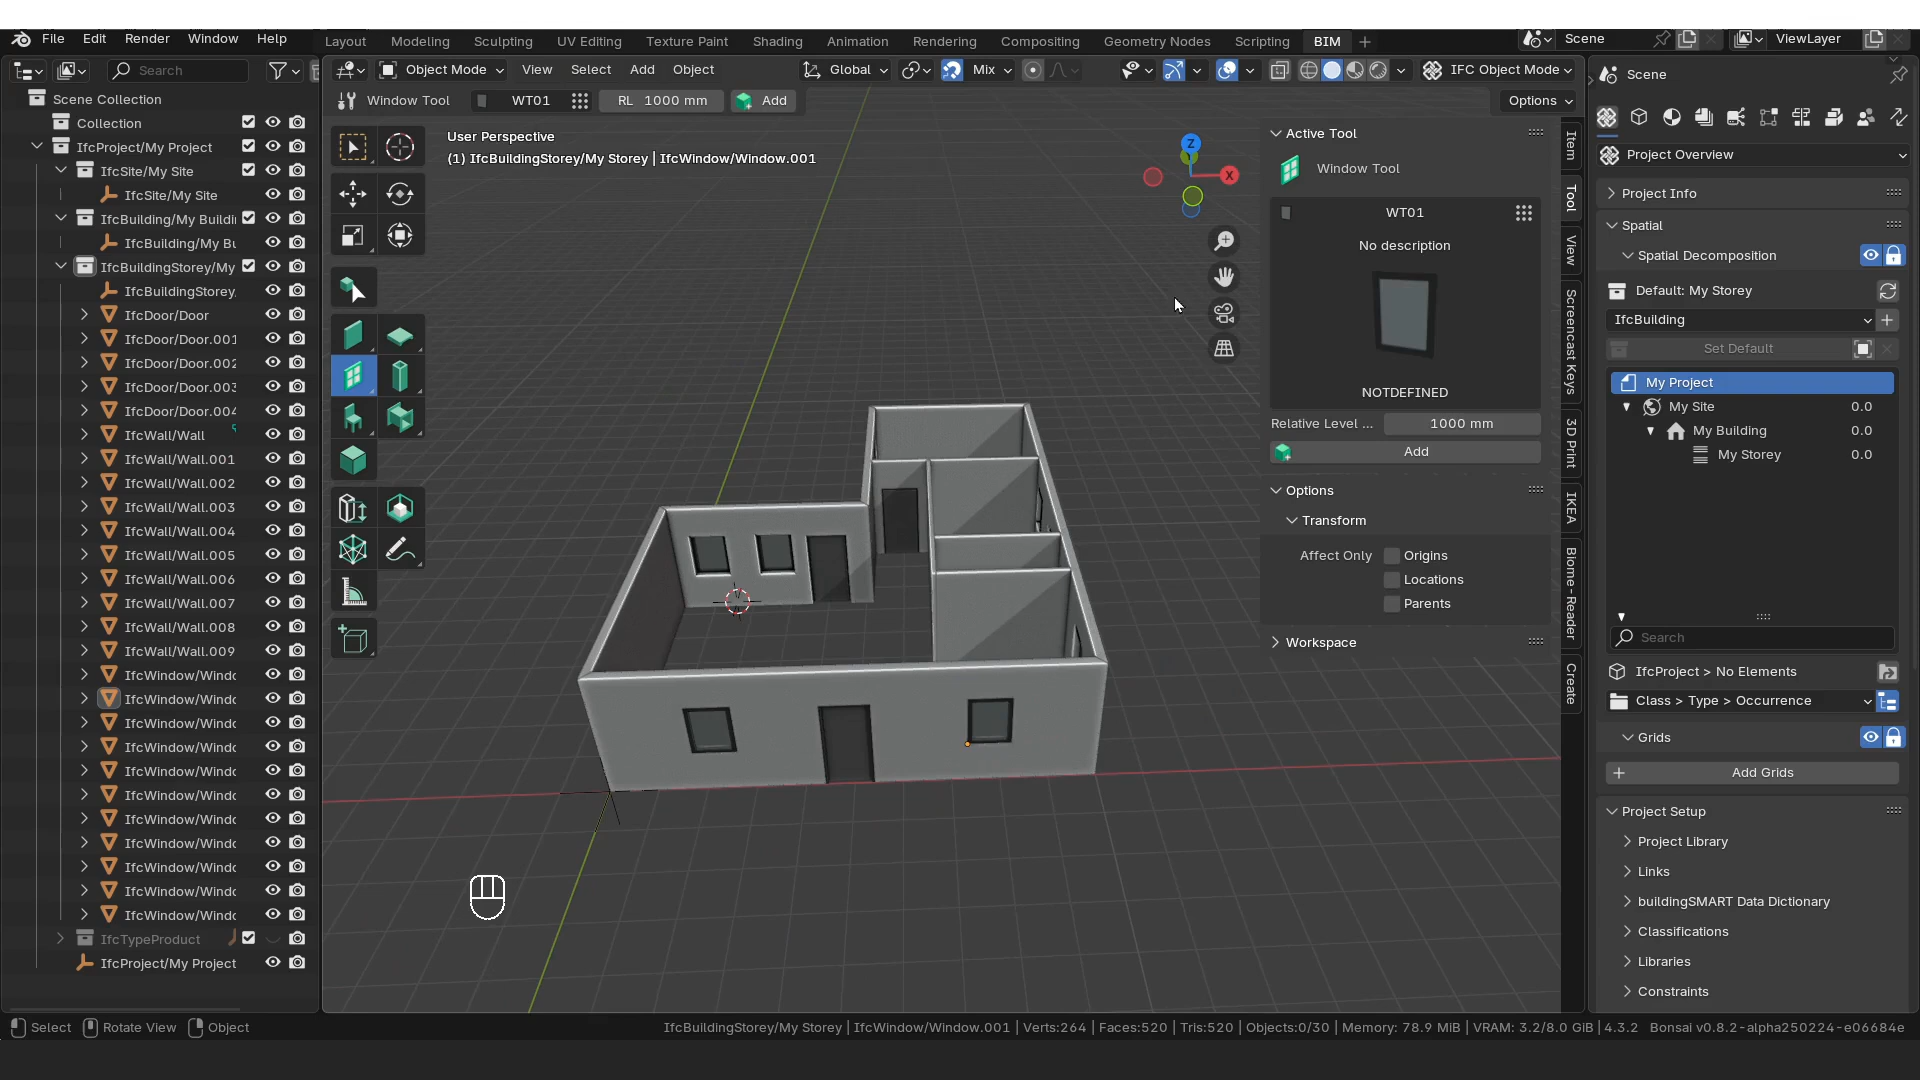 File Edit Render Window Help
Layout Modeling Sculpting UV Editing Texture Paint Shading Animation Rendering Compositing Geometry Nodes Scripting BIM
Scene ViewLayer
Search
Object Mode View Select Add Object Global Mix IFC Object Mode
Window Tool WT01 RL 1000 mm Add Options
Scene Collection
Collection
IfcProject/My Project
IfcSite/My Site
IfcSite/My Site
IfcBuilding/My Buildi
IfcBuilding/My Bu
IfcBuildingStorey/My
IfcBuildingStorey
IfcDoor/Door
IfcDoor/Door.001
IfcDoor/Door.002
IfcDoor/Door.003
IfcDoor/Door.004
IfcWall/Wall
IfcWall/Wall.001
IfcWall/Wall.002
IfcWall/Wall.003
IfcWall/Wall.004
IfcWall/Wall.005
IfcWall/Wall.006
IfcWall/Wall.007
IfcWall/Wall.008
IfcWall/Wall.009
IfcWindow/Windo
IfcWindow/Windo
IfcWindow/Windo
IfcWindow/Windo
IfcWindow/Windo
IfcWindow/Windo
IfcWindow/Windo
IfcWindow/Windo
IfcWindow/Windo
IfcWindow/Windo
IfcWindow/Windo
IfcTypeProduct
IfcProject/My Project
User Perspective
(1) IfcBuildingStorey/My Storey | IfcWindow/Window.001
Z
X
Active Tool
Window Tool
WT01
No description
NOTDEFINED
Relative Level ... 1000 mm
Add
Options
Transform
Affect Only Origins
Locations
Parents
Workspace
Item
Tool
View
Screencast Keys
3D Print
IKEA
Biome-Reader
Create
Scene
Project Overview
Project Info
Spatial
Spatial Decomposition
Default: My Storey
IfcBuilding
Set Default
My Project
My Site 0.0
My Building 0.0
My Storey 0.0
Search
IfcProject > No Elements
Class > Type > Occurrence
Grids
Add Grids
Project Setup
Project Library
Links
buildingSMART Data Dictionary
Classifications
Libraries
Constraints
Select Rotate View Object
IfcBuildingStorey/My Storey | IfcWindow/Window.001 | Verts:264 | Faces:520 | Tris:520 | Objects:0/30 | Memory: 78.9 MiB | VRAM: 3.2/8.0 GiB | 4.3.2 Bonsai v0.8.2-alpha250224-e06684e